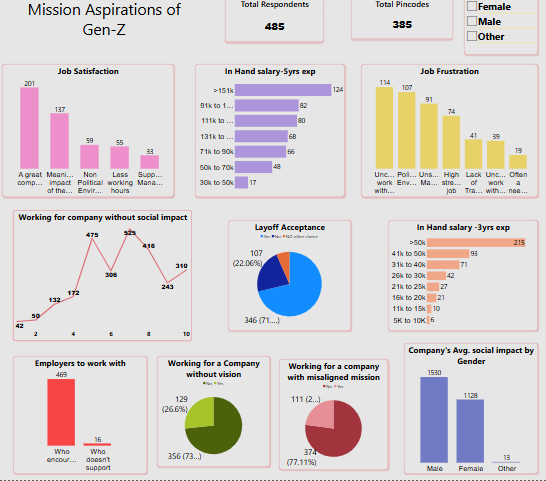 Mission Aspirations of
Gen-Z
Total Respondents
485
Total Pincodes
385
Female
Male
Other
Job Satisfaction
201
137
59
55
33
A great
comp...
Meani...
impact
of the...
Non
Political
Envir...
Less
working
hours
Supp...
Mana...
In Hand salary-5yrs exp
>151k 124
91k to 1... 82
111k to ... 80
131k to ... 68
71k to 90k 66
50k to 70k 48
30k to 50k 17
Job Frustration
114
107
91
74
41
39
19
Unc...
work
with...
Poli...
Env...
Uns...
Ma...
High
stre...
job
Lack
of
Tra...
Unc...
work
with...
Often
a
nee...
Working for company without social impact
42
50
132
172
475
306
525
416
243
310
2 4 6 8 10
Layoff Acceptance
Yes No
107
(22.06%)
346 (71....)
In Hand salary -3yrs exp
>50k 215
41k to 50k 93
31k to 40k 71
26k to 30k 42
21k to 25k 27
16k to 20k 21
11k to 15k 10
5K to 10K 6
Employers to work with
469
16
Who
encour...
Who
doesn't
support
Working for a Company
without vision
No Yes
129
(26.6%)
356 (73...)
Working for a company
with misaligned mission
No Yes
111 (2...)
374
(77.11%)
Company's Avg. social impact by
Gender
1530
1128
13
Male Female Other